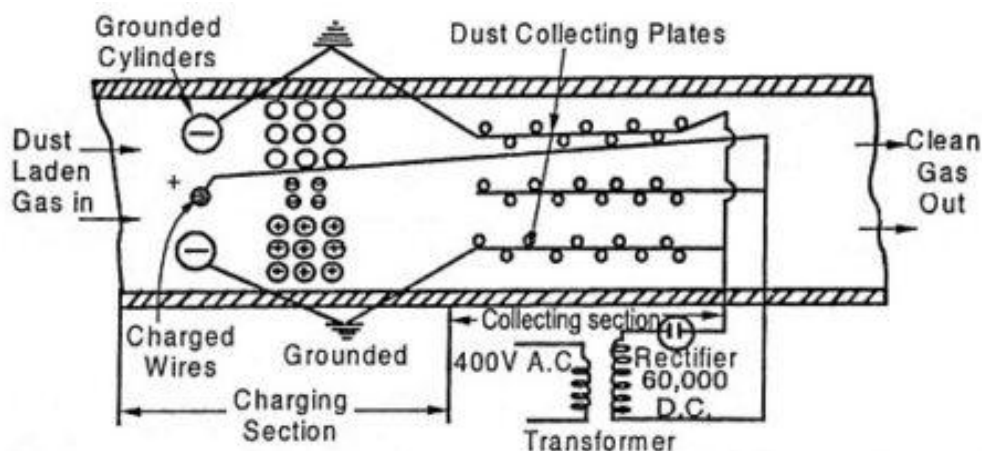 Grounded
Cylinders
Dust Collecting Plates
Dust
Laden
Gas in
+
Clean
Gas
Out
Charged
Wires
Grounded
Collecting section
400V A.C.
Rectifier
60,000
D.C.
Charging
Section
Transformer